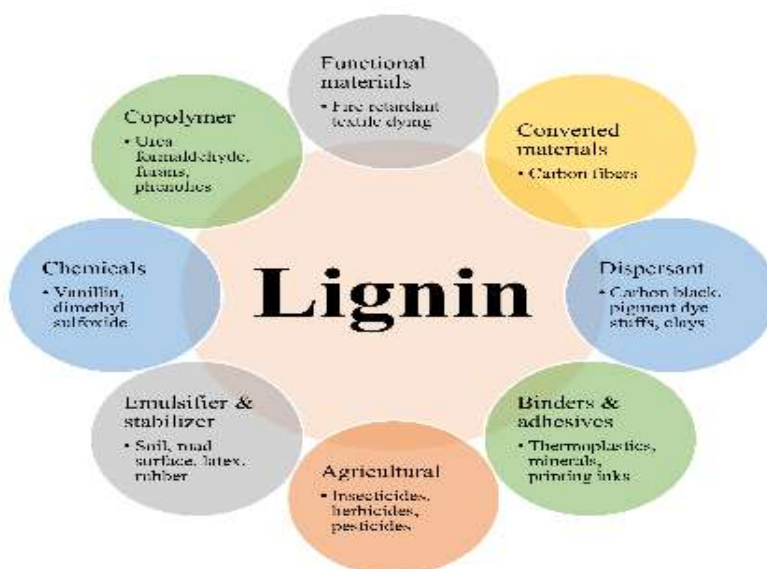 Functional
materials
• Fire retardant
textile dying
Converted
materials
• Carbon fibers
Dispersant
• Carbon black,
pigment dye
stuffs, clays
Binders &
adhesives
• Thermoplastics,
minerals,
printing inks
Agricultural
• Insecticides,
herbicides,
pesticides
Emulsifier &
stabilizer
• Soil, road
surface, latex,
rubber
Chemicals
• Vanillin,
dimethyl
sulfoxide
Copolymer
• Urea
formaldehyde,
furans,
phenolics
Lignin